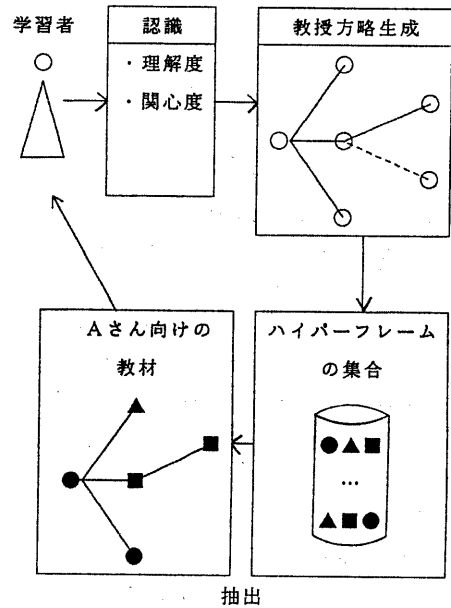 学習者
認識
・理解度
・関心度
教授方略生成
Aさん向けの
教材
ハイパーフレーム
の集合
...
抽出